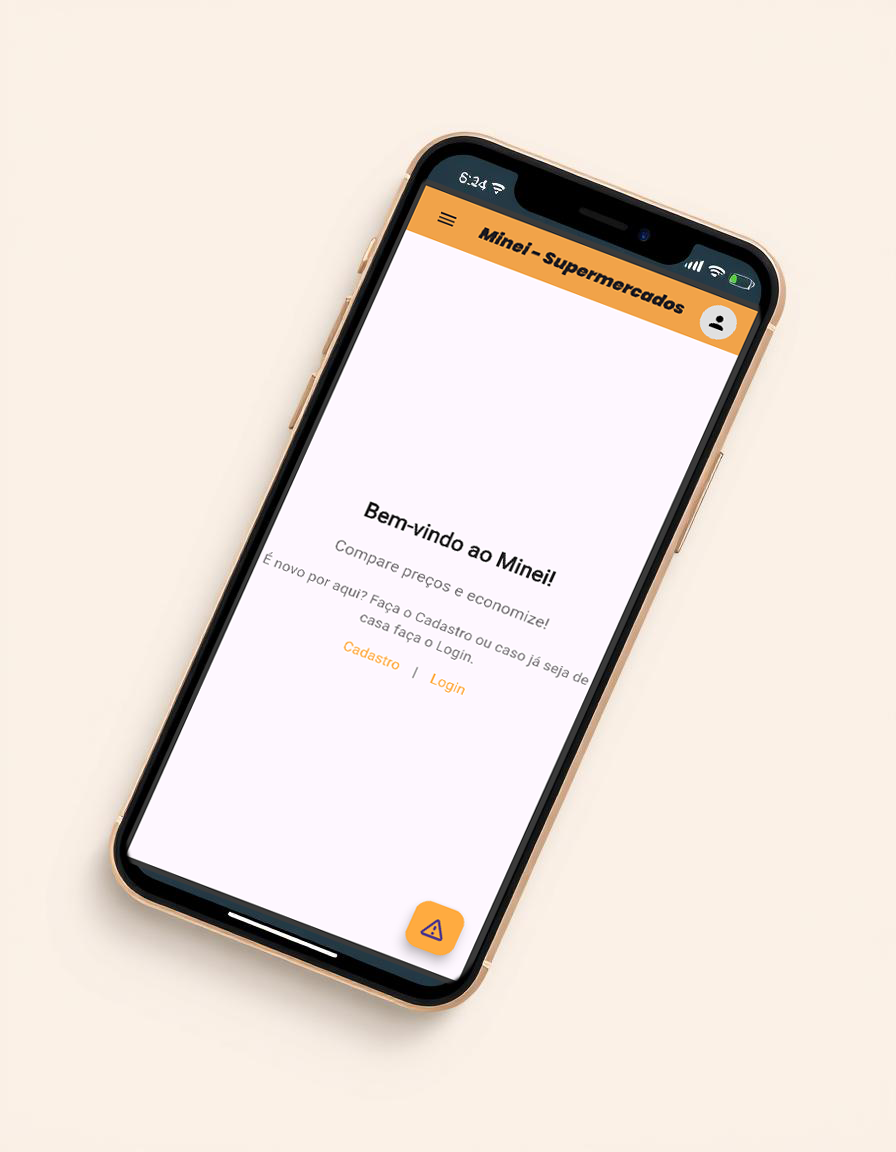 6:24
Minei - Supermercados
Bem-vindo ao Minei!
Compare preços e economize!
É novo por aqui? Faça o Cadastro ou caso já seja de
casa faça o Login.
Cadastro | Login